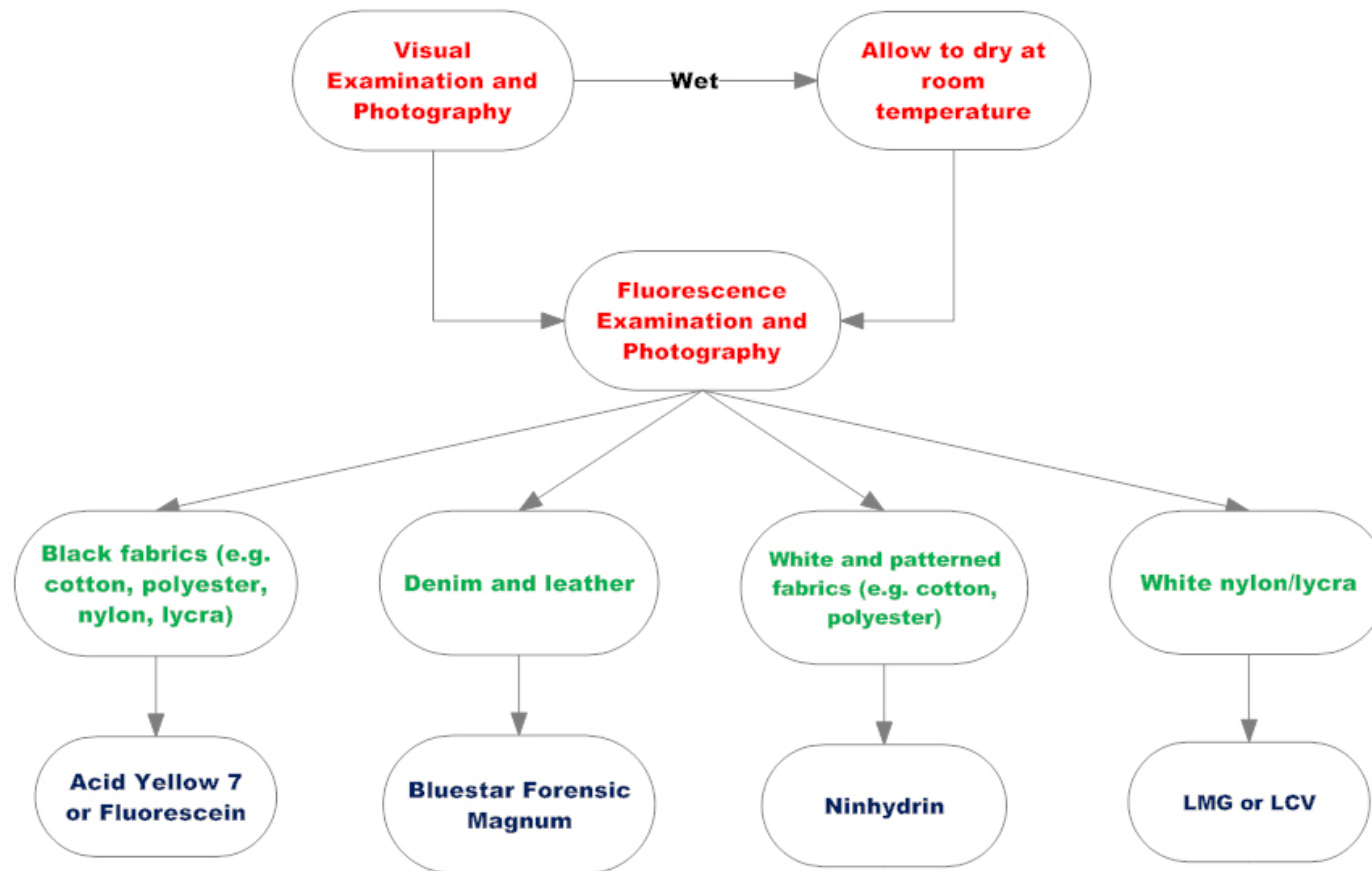 Visual
Examination and
Photography
Wet
Allow to dry at
room
temperature
Fluorescence
Examination and
Photography
Black fabrics (e.g.
cotton, polyester,
nylon, lycra)
Denim and leather
White and patterned
fabrics (e.g. cotton,
polyester)
White nylon/lycra
Acid Yellow 7
or Fluorescein
Bluestar Forensic
Magnum
Ninhydrin
LMG or LCV